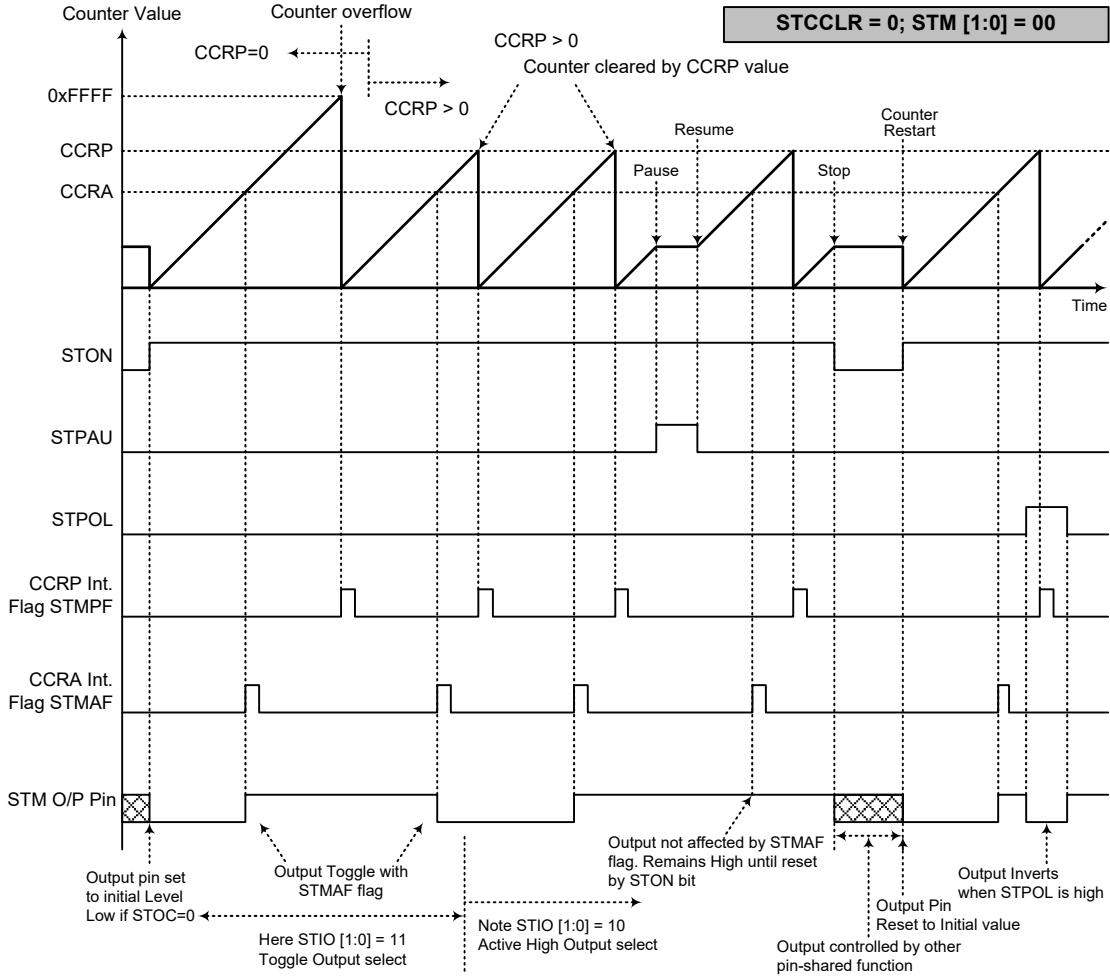 Counter Value
Counter overflow
STCCLR = 0; STM [1:0] = 00
CCRP=0
CCRP > 0
CCRP > 0
Counter cleared by CCRP value
0xFFFF
CCRP
CCRA
Pause
Resume
Stop
Counter
Restart
Time
STON
STPAU
STPOL
CCRP Int.
Flag STMPF
CCRA Int.
Flag STMAF
STM O/P Pin
Output pin set
to initial Level
Low if STOC=0
Output Toggle with
STMAF flag
Here STIO [1:0] = 11
Toggle Output select
Note STIO [1:0] = 10
Active High Output select
Output not affected by STMAF
flag. Remains High until reset
by STON bit
Output controlled by other
pin-shared function
Output Pin
Reset to Initial value
Output Inverts
when STPOL is high